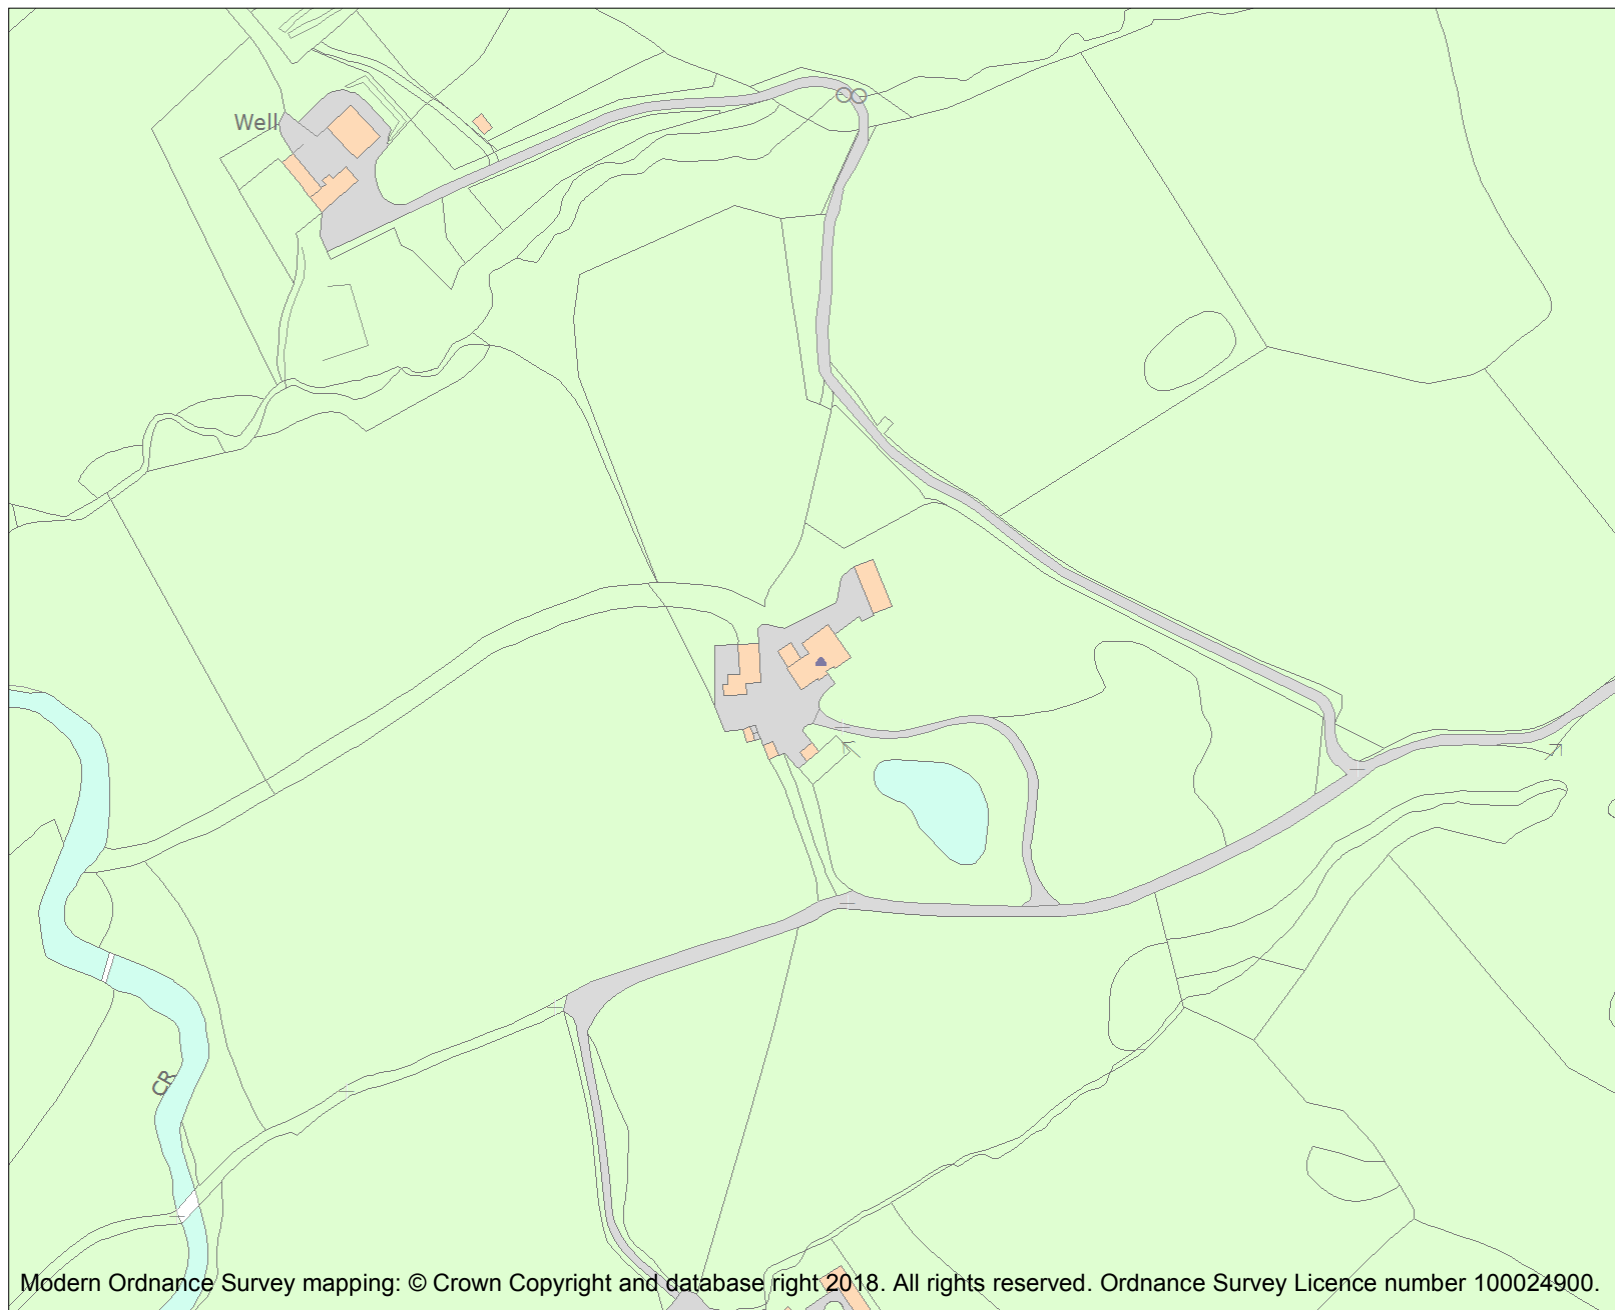 Well
CR
Modern Ordnance Survey mapping: © Crown Copyright and database right 2018. All rights reserved. Ordnance Survey Licence number 100024900.